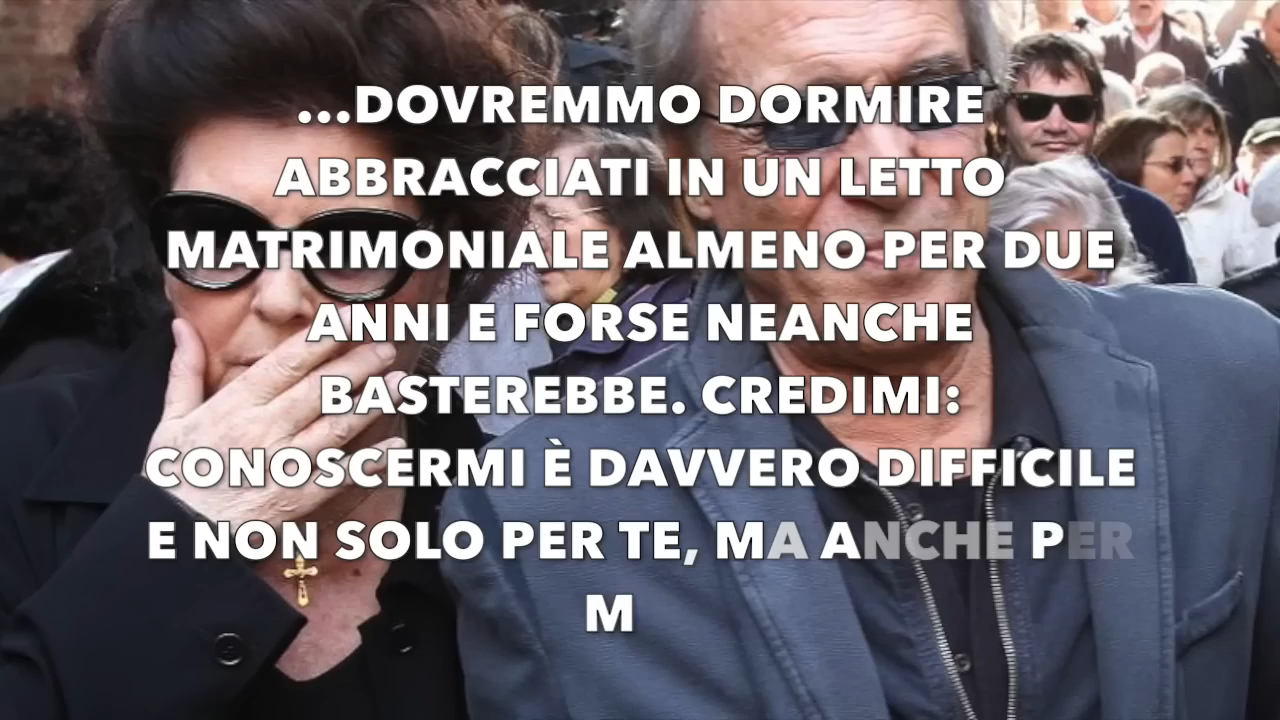 ...DOVREMMO DORMIRE
ABBRACCIATI IN UN LETTO
MATRIMONIALE ALMENO PER DUE
ANNI E FORSE NEANCHE
BASTEREBBE. CREDIMI:
CONOSCERMI È DAVVERO DIFFICILE
E NON SOLO PER TE, MA ANCHE PER
M